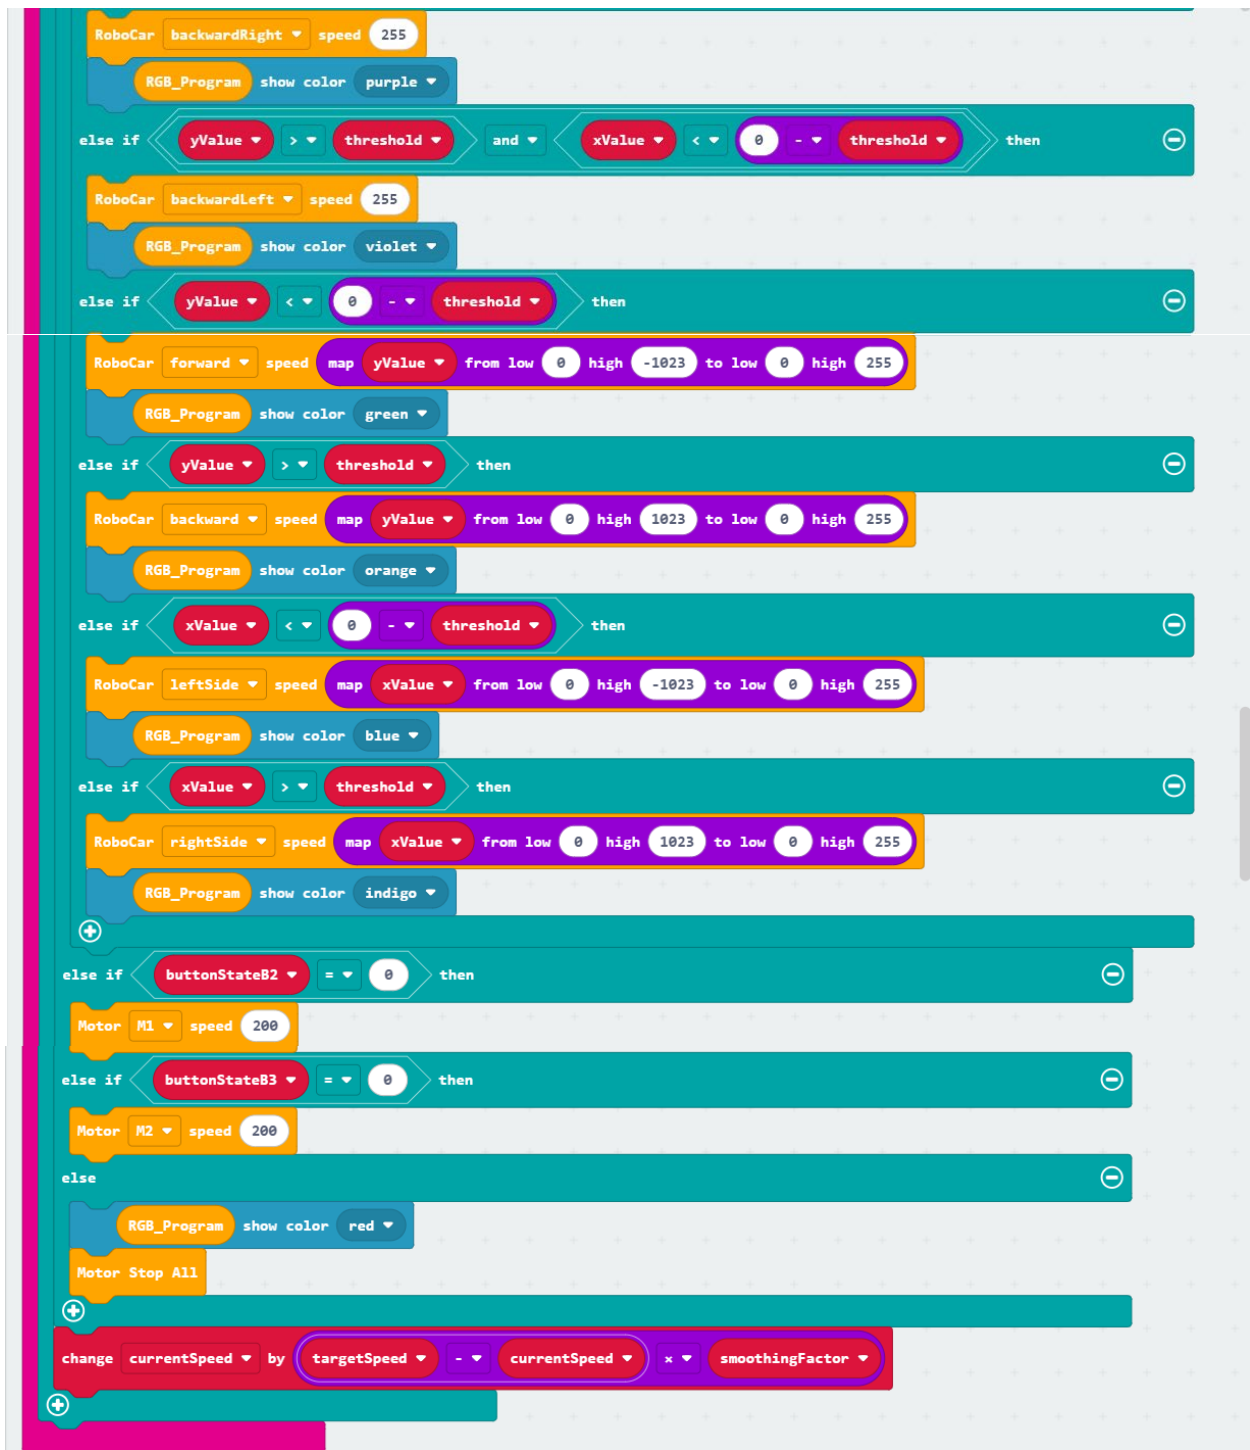 RoboCar backwardRight speed 255
RGB_Program show color purple
else if yValue > threshold and xValue < 0 - threshold then
RoboCar backwardLeft speed 255
RGB_Program show color violet
else if yValue < 0 - threshold then
RoboCar forward speed map yValue from low 0 high -1023 to low 0 high 255
RGB_Program show color green
else if yValue > threshold then
RoboCar backward speed map yValue from low 0 high 1023 to low 0 high 255
RGB_Program show color orange
else if xValue < 0 - threshold then
RoboCar leftSide speed map xValue from low 0 high -1023 to low 0 high 255
RGB_Program show color blue
else if xValue > threshold then
RoboCar rightSide speed map xValue from low 0 high 1023 to low 0 high 255
RGB_Program show color indigo
else if buttonStateB2 = 0 then
Motor M1 speed 200
else if buttonStateB3 = 0 then
Motor M2 speed 200
else
RGB_Program show color red
Motor Stop All
change currentSpeed by targetSpeed - currentSpeed × smoothingFactor